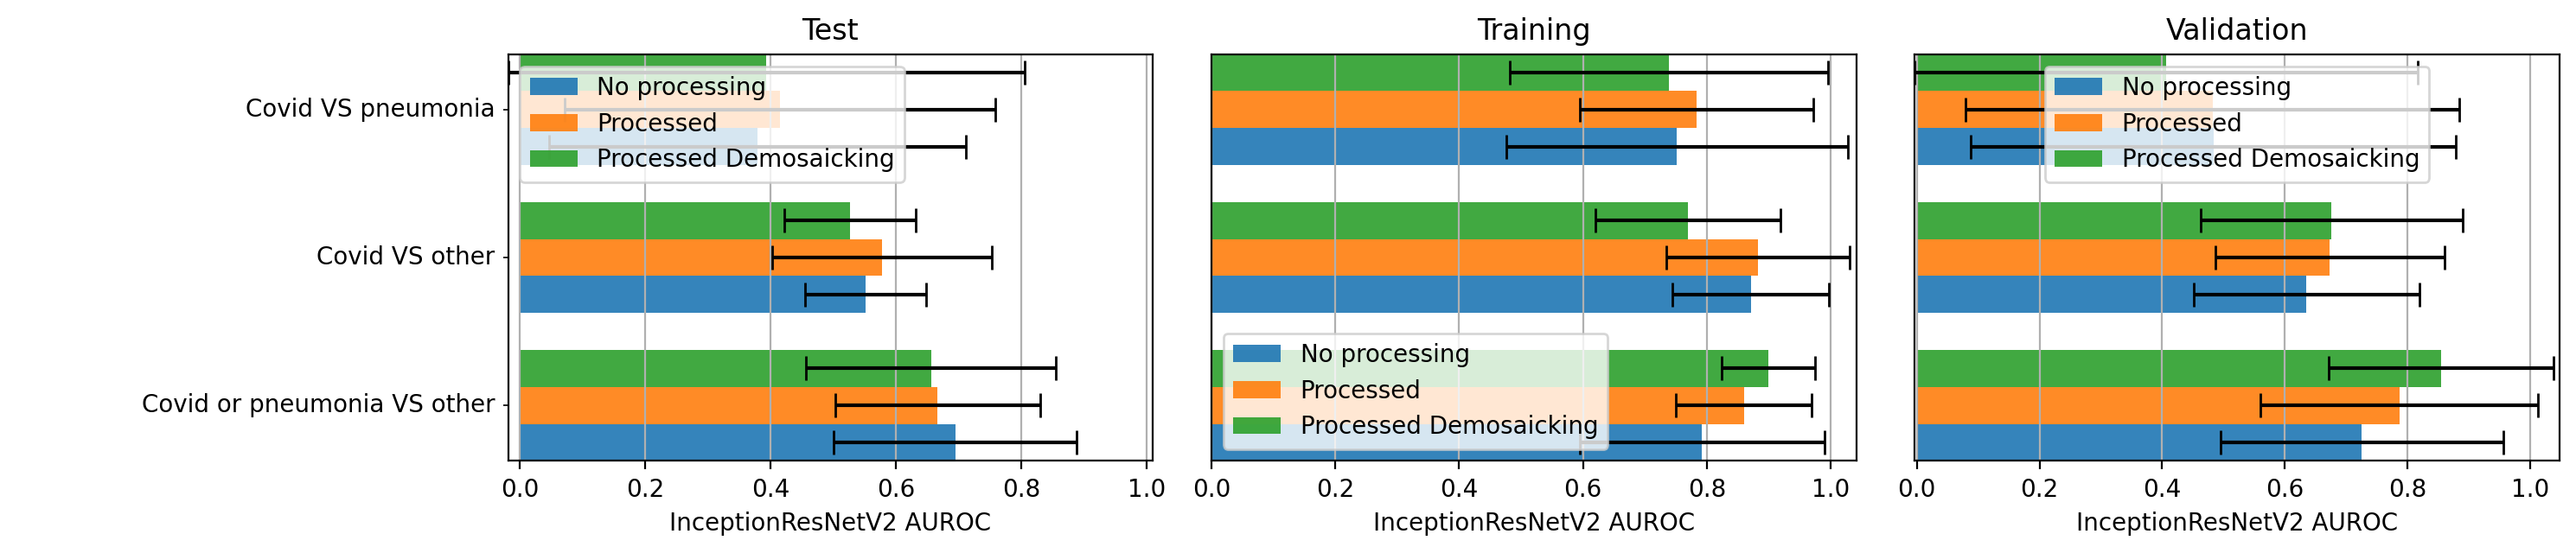 Test
Covid VS pneumonia
Covid VS other
Covid or pneumonia VS other
No processing
Processed
Processed Demosaicking
0.0 0.2 0.4 0.6 0.8 1.0
InceptionResNetV2 AUROC
Training
No processing
Processed
Processed Demosaicking
0.0 0.2 0.4 0.6 0.8 1.0
InceptionResNetV2 AUROC
Validation
No processing
Processed
Processed Demosaicking
0.0 0.2 0.4 0.6 0.8 1.0
InceptionResNetV2 AUROC